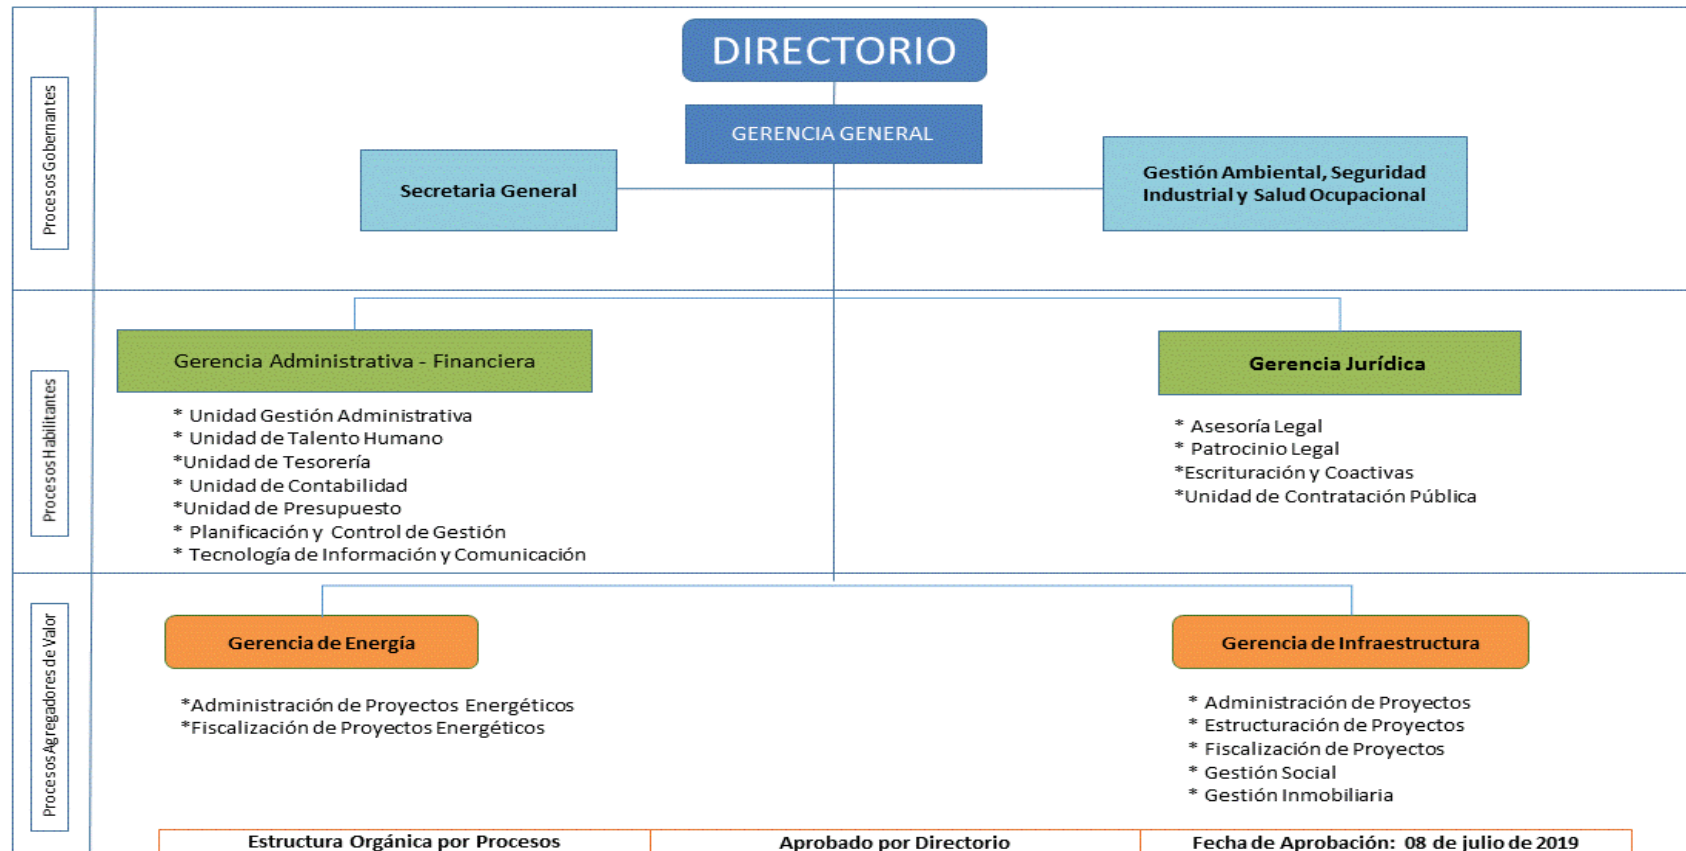 DIRECTORIO
Procesos Gobernantes
GERENCIA GENERAL
Secretaria General
Gestión Ambiental, Seguridad
Industrial y Salud Ocupacional
Procesos Habilitantes
Gerencia Administrativa - Financiera
* Unidad Gestión Administrativa
* Unidad de Talento Humano
*Unidad de Tesorería
* Unidad de Contabilidad
*Unidad de Presupuesto
* Planificación y Control de Gestión
* Tecnología de Información y Comunicación
Gerencia Jurídica
* Asesoría Legal
* Patrocinio Legal
*Escrituración y Coactivas
*Unidad de Contratación Pública
Procesos Agregadores de Valor
Gerencia de Energía
*Administración de Proyectos Energéticos
*Fiscalización de Proyectos Energéticos
Gerencia de Infraestructura
* Administración de Proyectos
* Estructuración de Proyectos
* Fiscalización de Proyectos
* Gestión Social
* Gestión Inmobiliaria
Estructura Orgánica por Procesos
Aprobado por Directorio
Fecha de Aprobación: 08 de julio de 2019